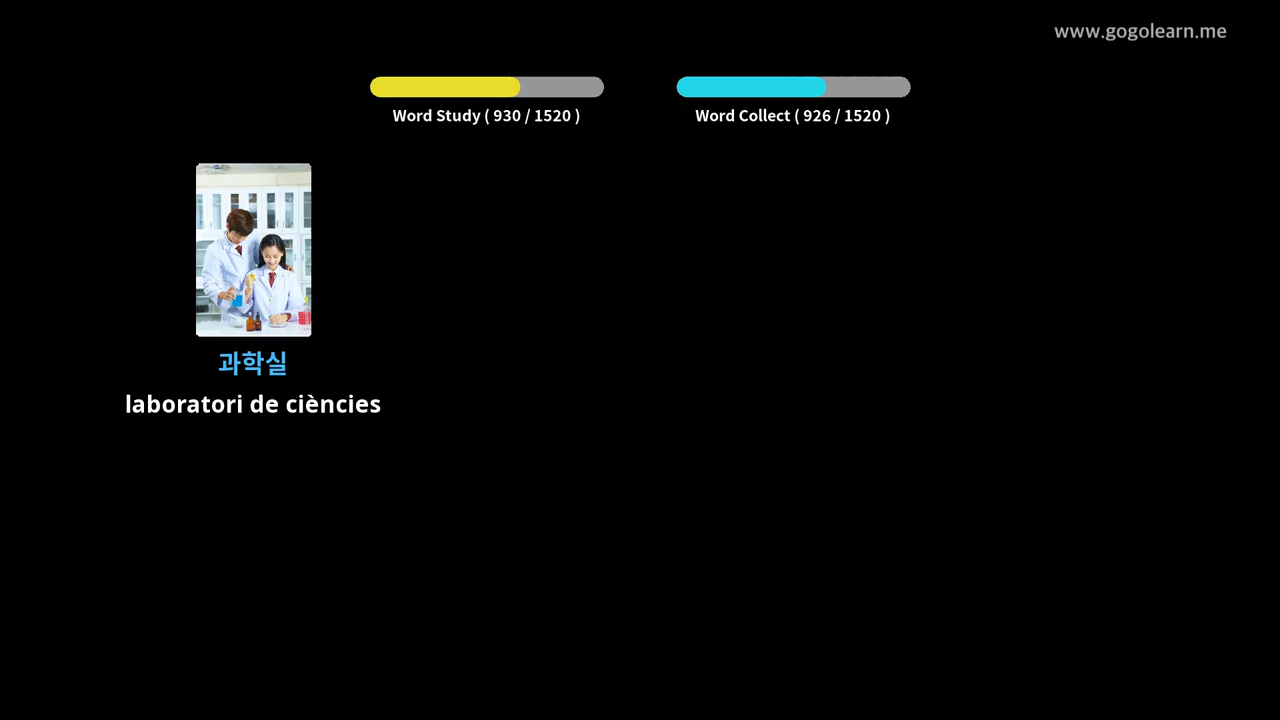 www.gogolearn.me
Word Study ( 930 / 1520 )
Word Collect ( 926 / 1520 )
과학실
laboratori de ciències